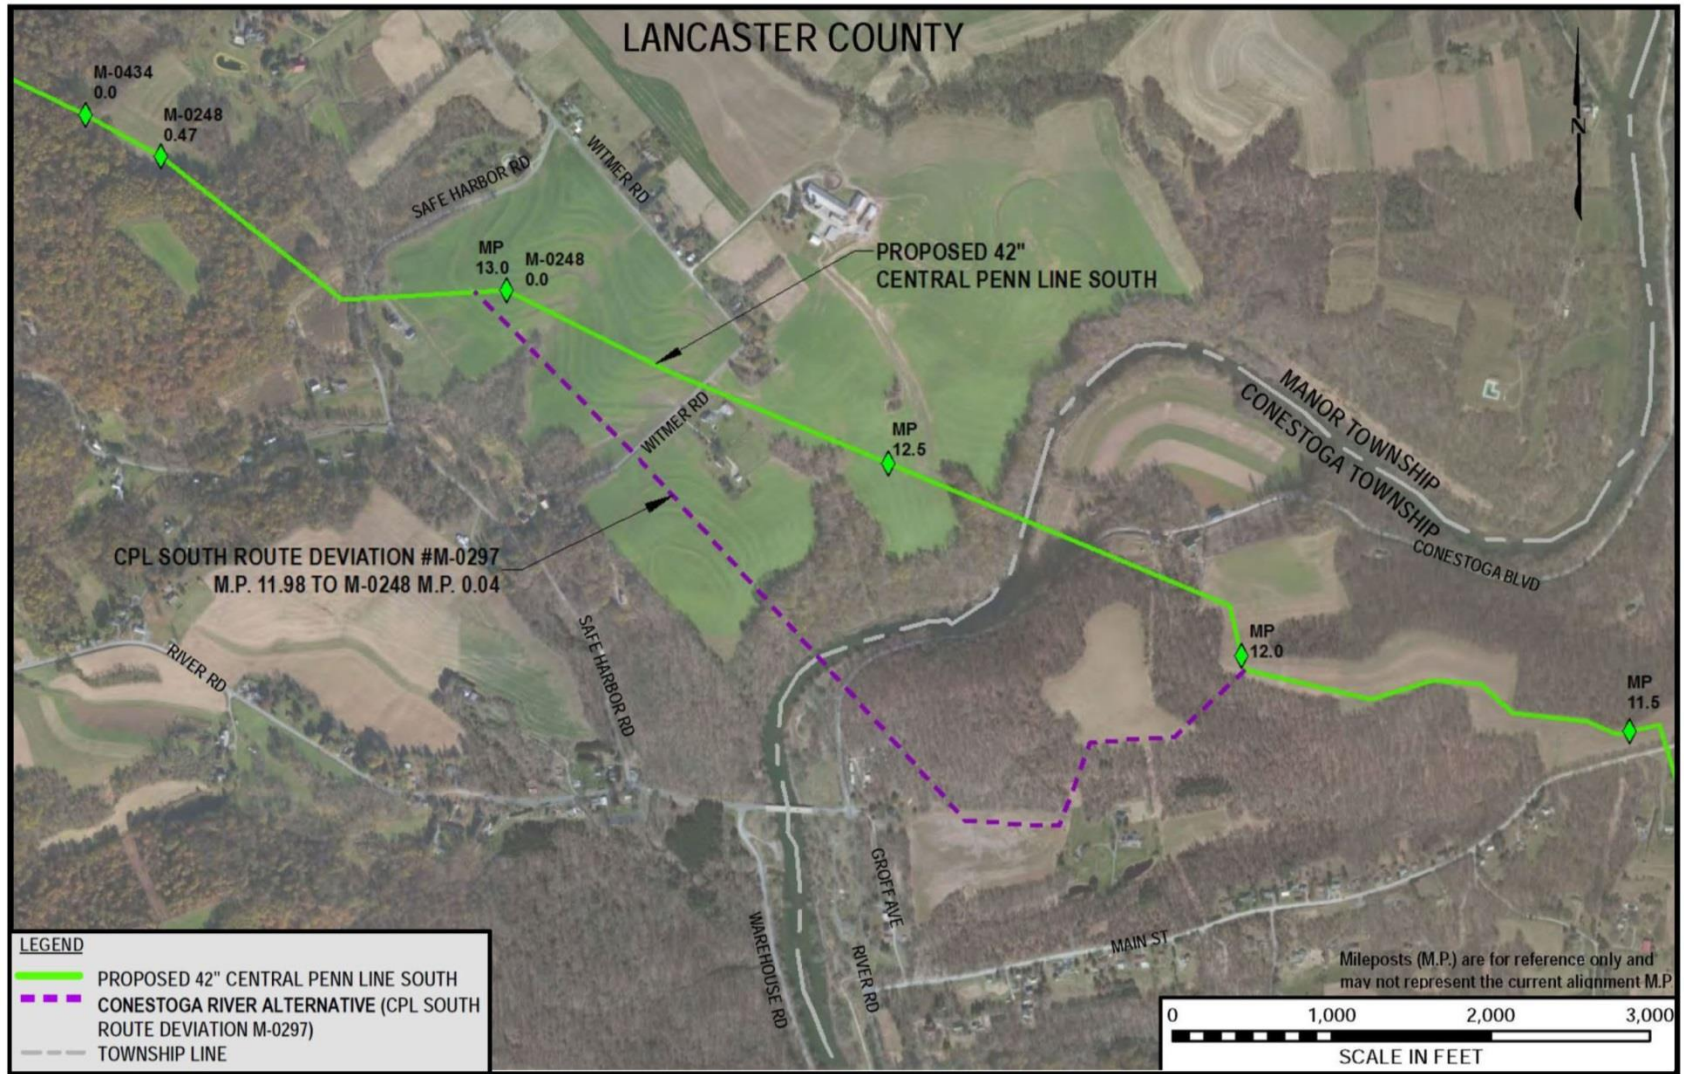 LANCASTER COUNTY
M-0434
0.0
M-0248
0.47
N
SAFE HARBOR RD
WITMER RD
MP
13.0
M-0248
0.0
PROPOSED 42"
CENTRAL PENN LINE SOUTH
WITMER RD
MP
12.5
MANOR TOWNSHIP
CONESTOGA TOWNSHIP
CONESTOGA BLVD
CPL SOUTH ROUTE DEVIATION #M-0297
M.P. 11.98 TO M-0248 M.P. 0.04
SAFE HARBOR RD
RIVER RD
MP
12.0
MP
11.5
GROFF AVE
WAREHOUSE RD
RIVER RD
MAIN ST
LEGEND
PROPOSED 42" CENTRAL PENN LINE SOUTH
CONESTOGA RIVER ALTERNATIVE (CPL SOUTH
ROUTE DEVIATION M-0297)
TOWNSHIP LINE
Mileposts (M.P.) are for reference only and
may not represent the current alignment M.P.
0 1,000 2,000 3,000
SCALE IN FEET